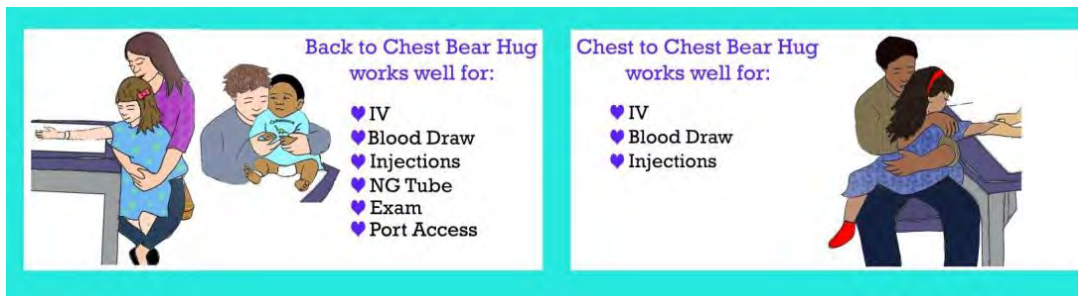 Back to Chest Bear Hug
works well for:
IV
Blood Draw
Injections
NG Tube
Exam
Port Access
Chest to Chest Bear Hug
works well for:
IV
Blood Draw
Injections